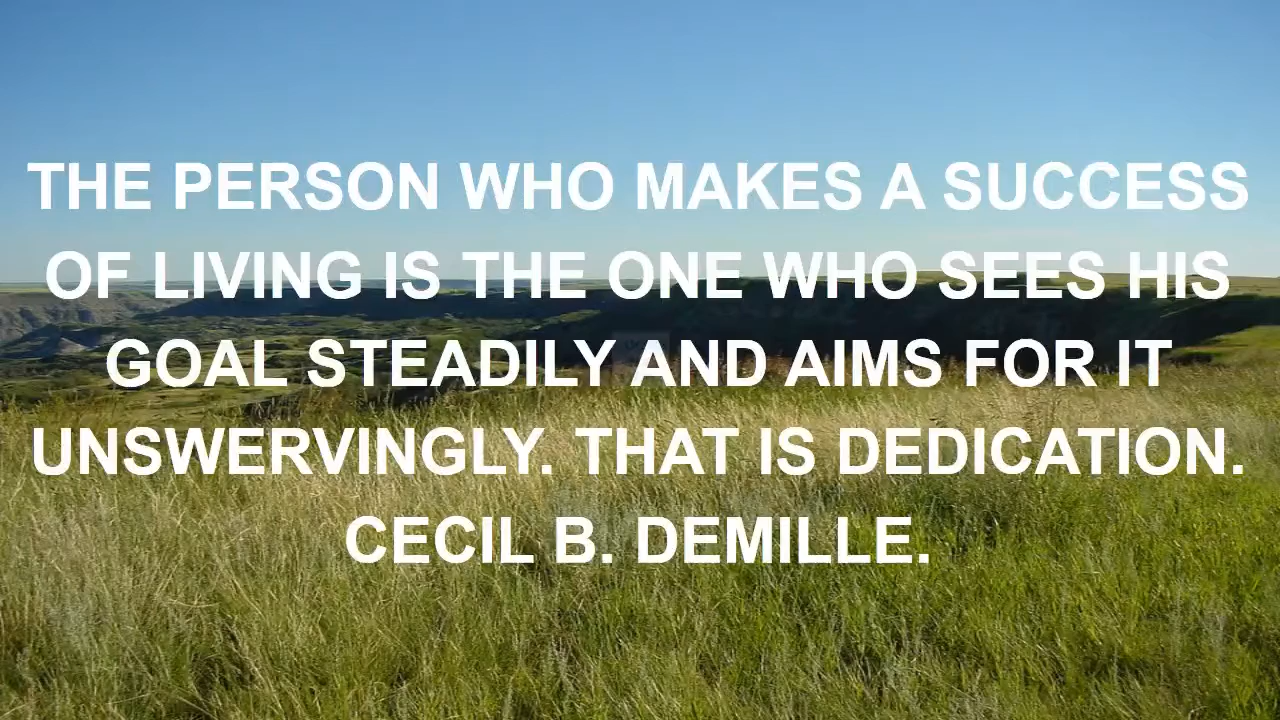 THE PERSON WHO MAKES A SUCCESS
OF LIVING IS THE ONE WHO SEES HIS
GOAL STEADILY AND AIMS FOR IT
UNSWERVINGLY. THAT IS DEDICATION.
CECIL B. DEMILLE.